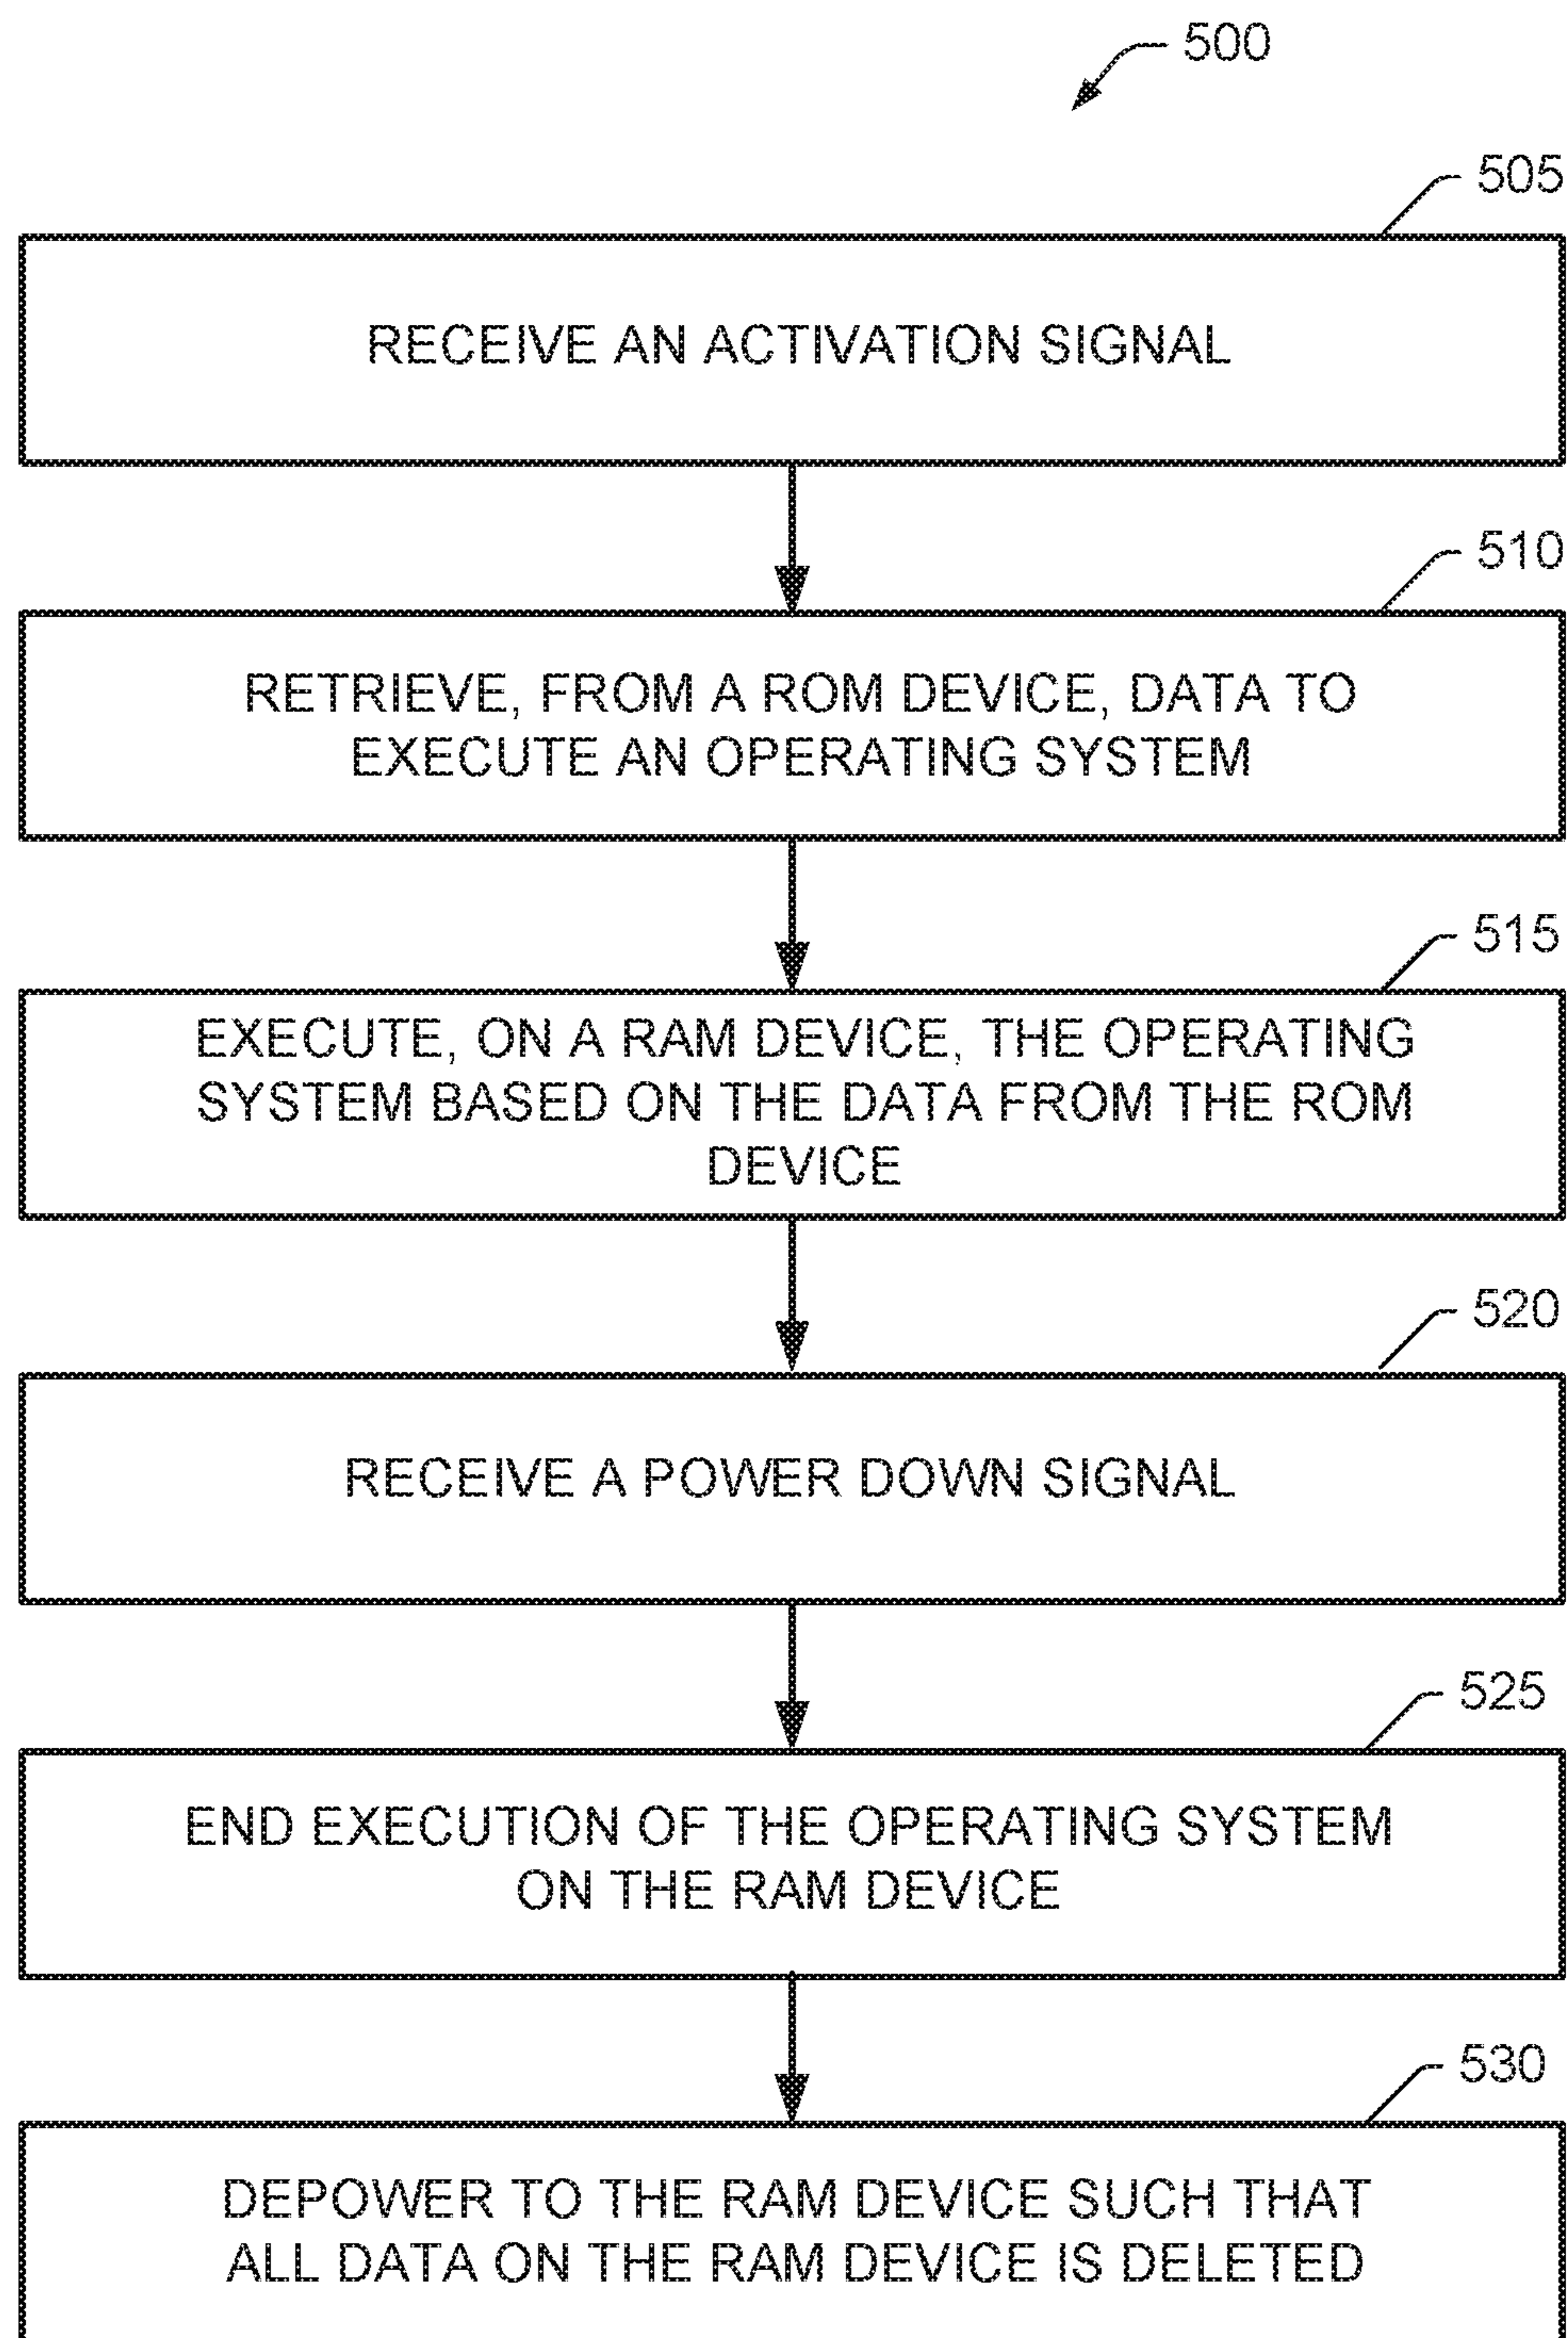 500
505
RECEIVE AN ACTIVATION SIGNAL
510
RETRIEVE, FROM A ROM DEVICE, DATA TO
EXECUTE AN OPERATING SYSTEM
515
EXECUTE, ON A RAM DEVICE, THE OPERATING
SYSTEM BASED ON THE DATA FROM THE ROM
DEVICE
520
RECEIVE A POWER DOWN SIGNAL
525
END EXECUTION OF THE OPERATING SYSTEM
ON THE RAM DEVICE
530
DEPOWER TO THE RAM DEVICE SUCH THAT
ALL DATA ON THE RAM DEVICE IS DELETED